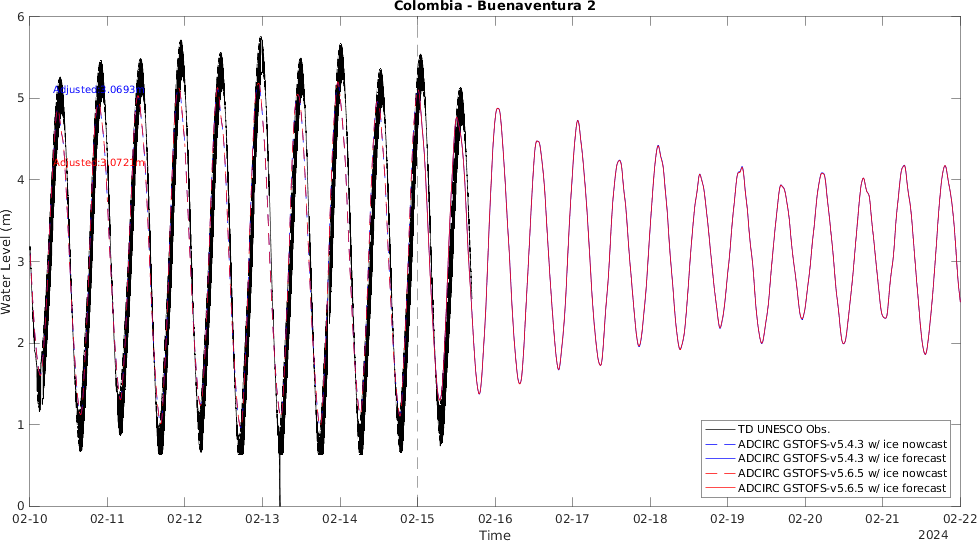 Colombia - Buenaventura 2
6
5
4
3
2
1
0
Water Level (m)
Adjusted:3.0693m
Adjusted:3.0721m
TD UNESCO Obs.
ADCIRC GSTOFS-v5.4.3 w/ ice nowcast
ADCIRC GSTOFS-v5.4.3 w/ ice forecast
ADCIRC GSTOFS-v5.6.5 w/ ice nowcast
ADCIRC GSTOFS-v5.6.5 w/ ice forecast
02-10 02-11 02-12 02-13 02-14 02-15 02-16 02-17 02-18 02-19 02-20 02-21 02-22
Time
2024